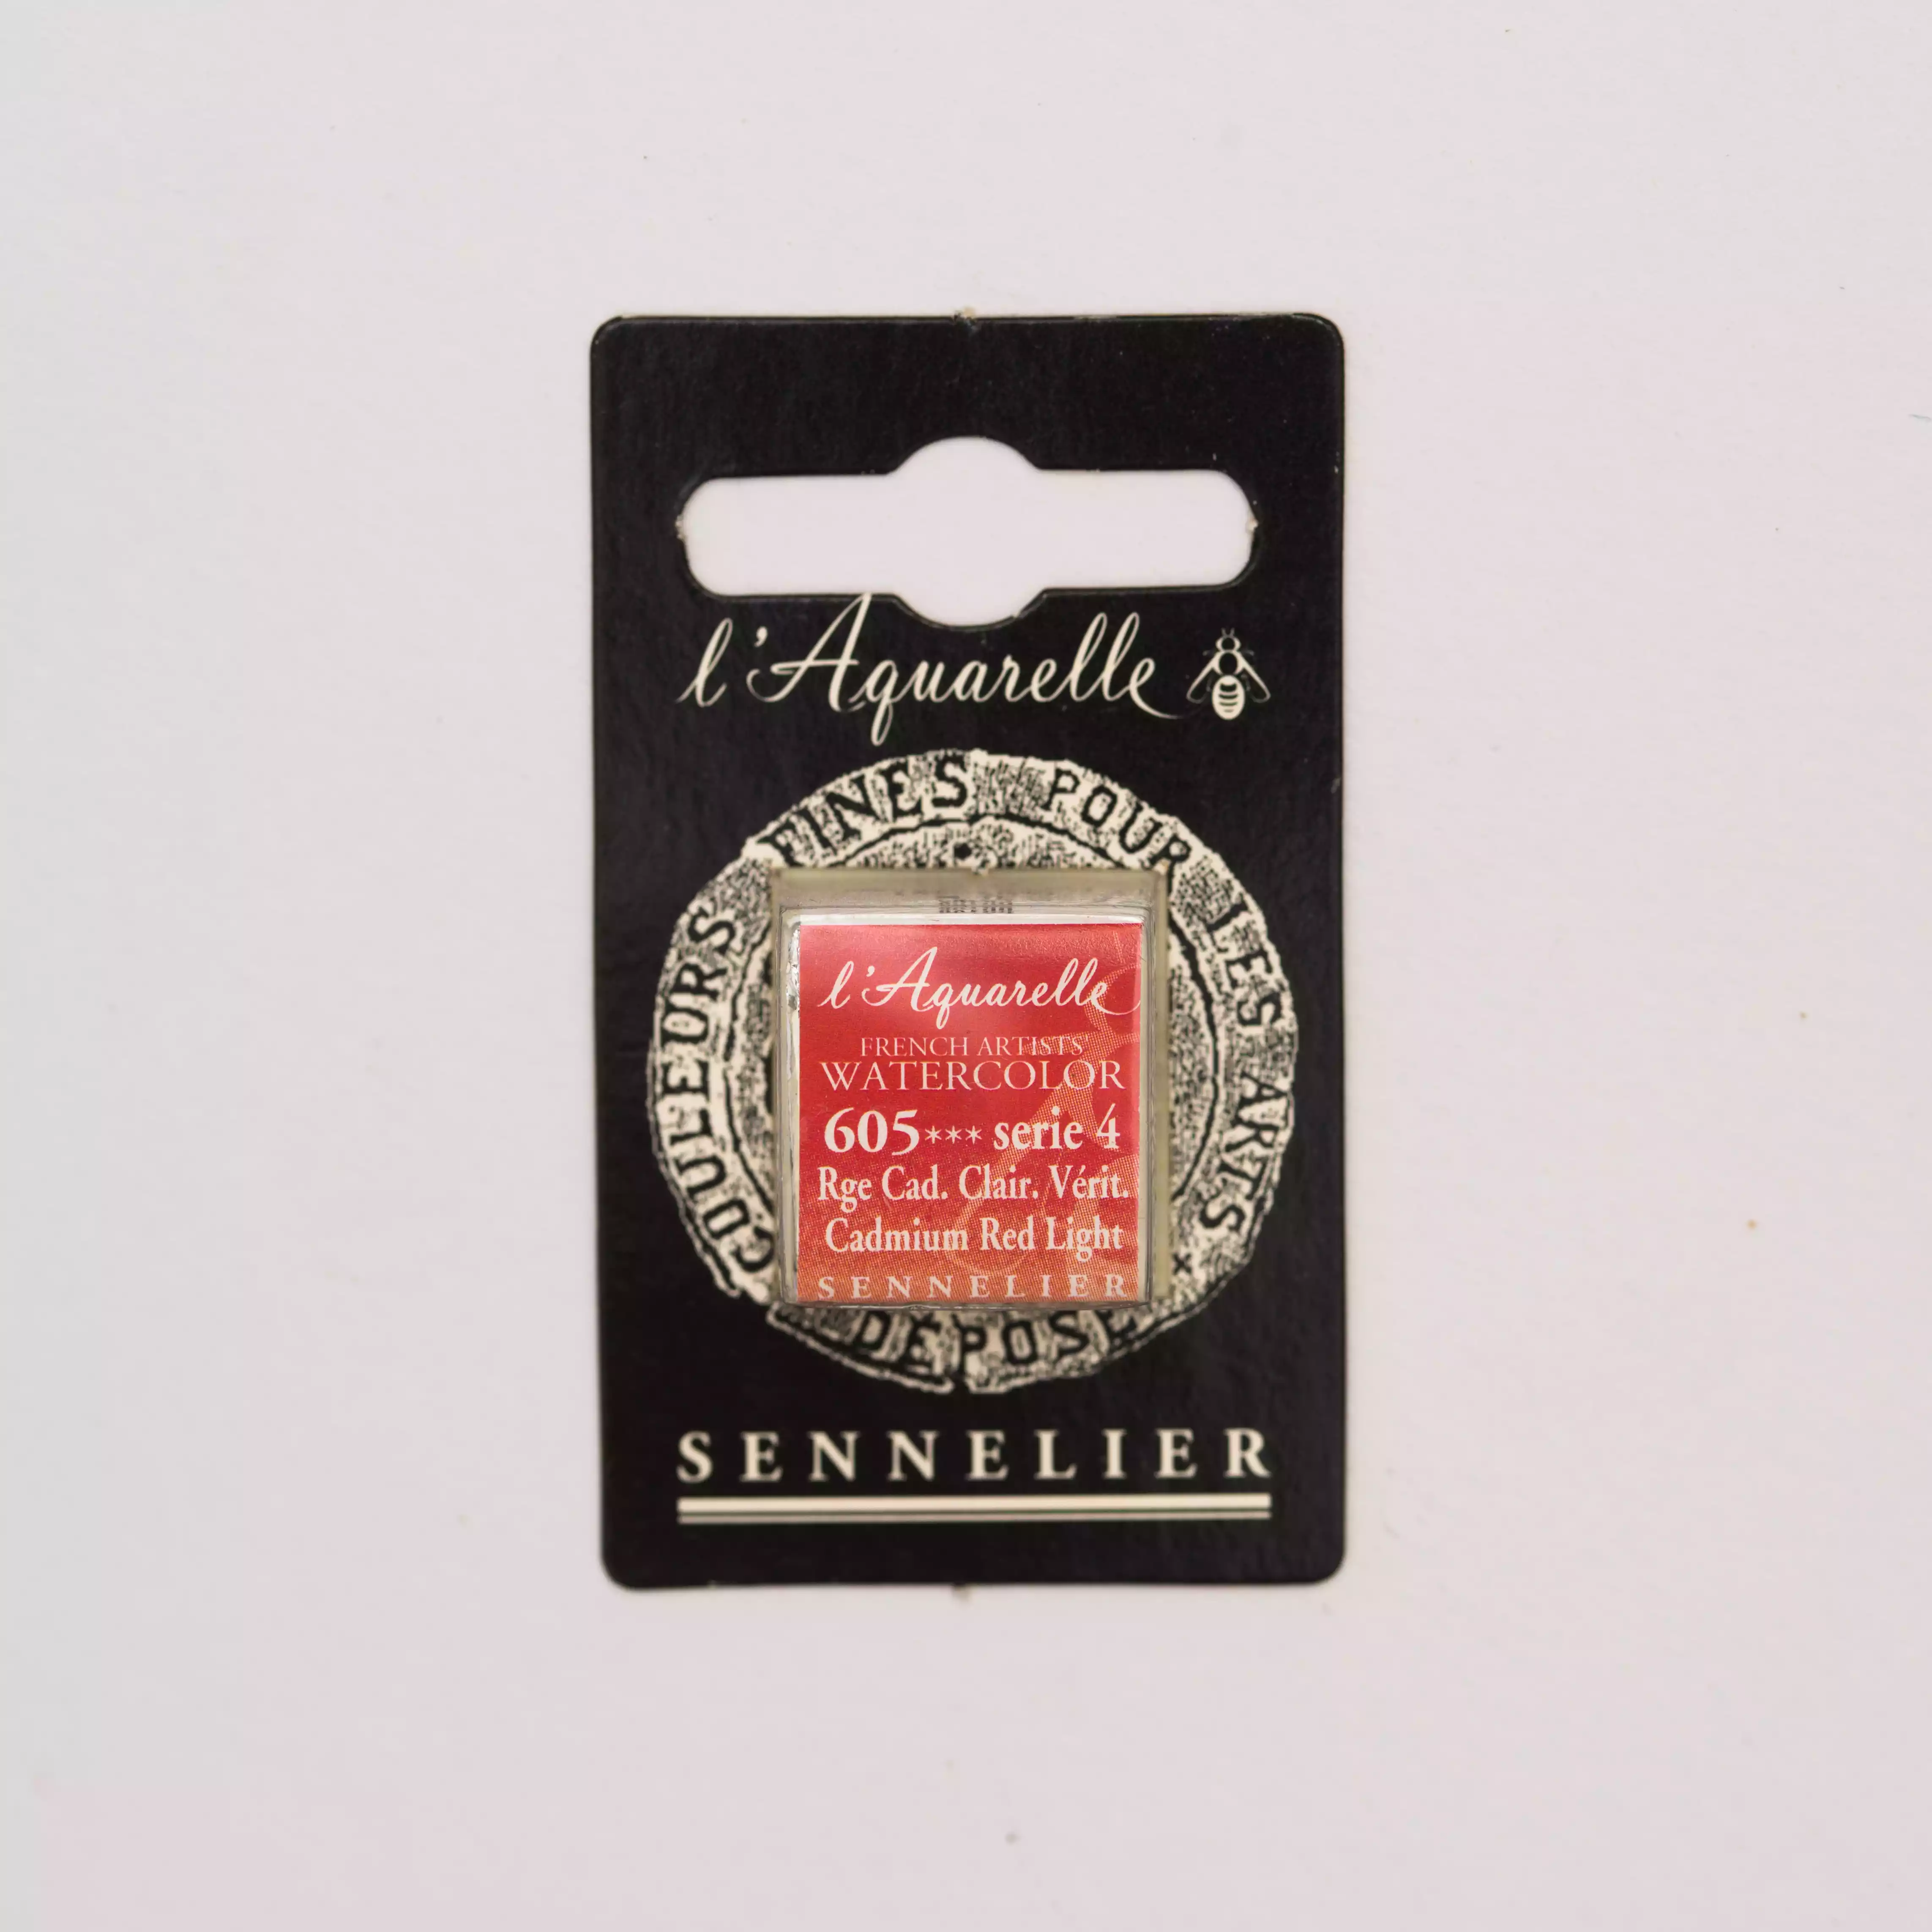 l'Aquarelle
COULEURS FINES POUR LES ARTS
l'Aquarelle
FRENCH ARTISTS'
WATERCOLOR
605*** serie 4
Rge Cad. Clair. Vérit.
Cadmium Red Light
SENNELIER
DÉPOSÉ
SENNELIER